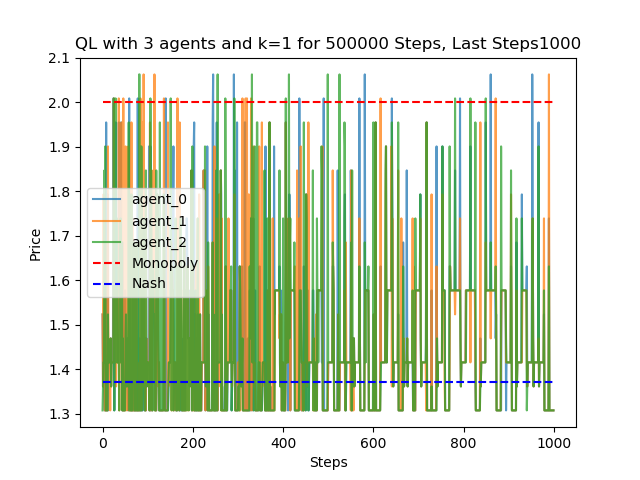 QL with 3 agents and k=1 for 500000 Steps, Last Steps1000
2.1
2.0
1.9
1.8
1.7
1.6
1.5
1.4
1.3
Price
agent_0
agent_1
agent_2
Monopoly
Nash
0 200 400 600 800 1000
Steps